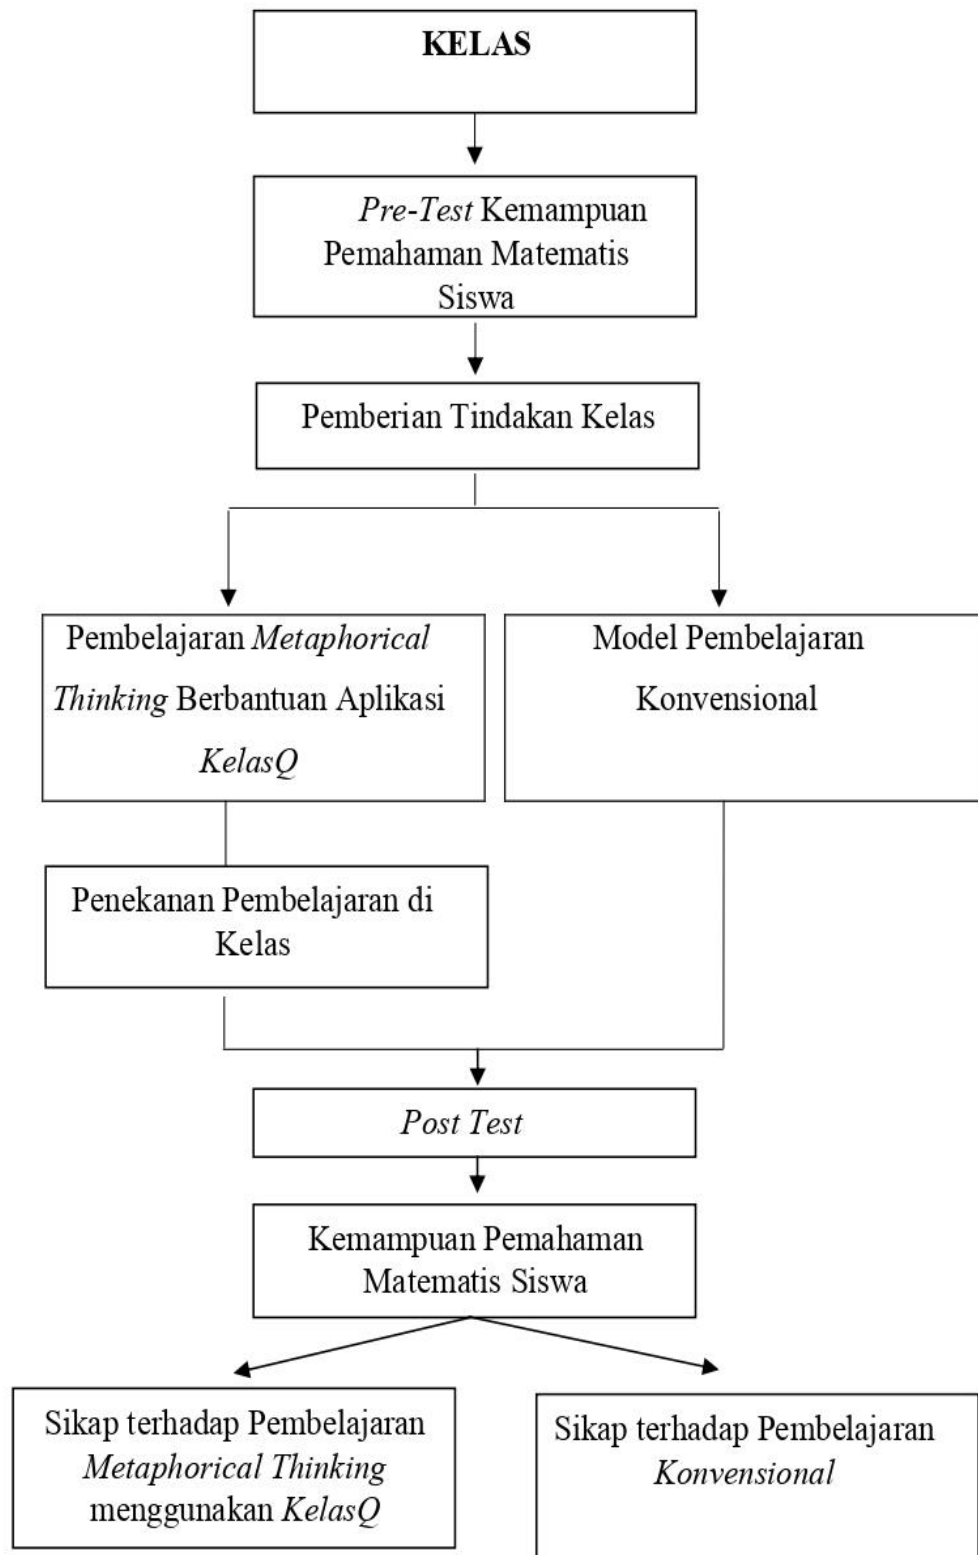 KELAS
Pre-Test Kemampuan
Pemahaman Matematis
Siswa
Pemberian Tindakan Kelas
Pembelajaran Metaphorical
Thinking Berbantuan Aplikasi
KelasQ
Model Pembelajaran
Konvensional
Penekanan Pembelajaran di
Kelas
Post Test
Kemampuan Pemahaman
Matematis Siswa
Sikap terhadap Pembelajaran
Metaphorical Thinking
menggunakan KelasQ
Sikap terhadap Pembelajaran
Konvensional